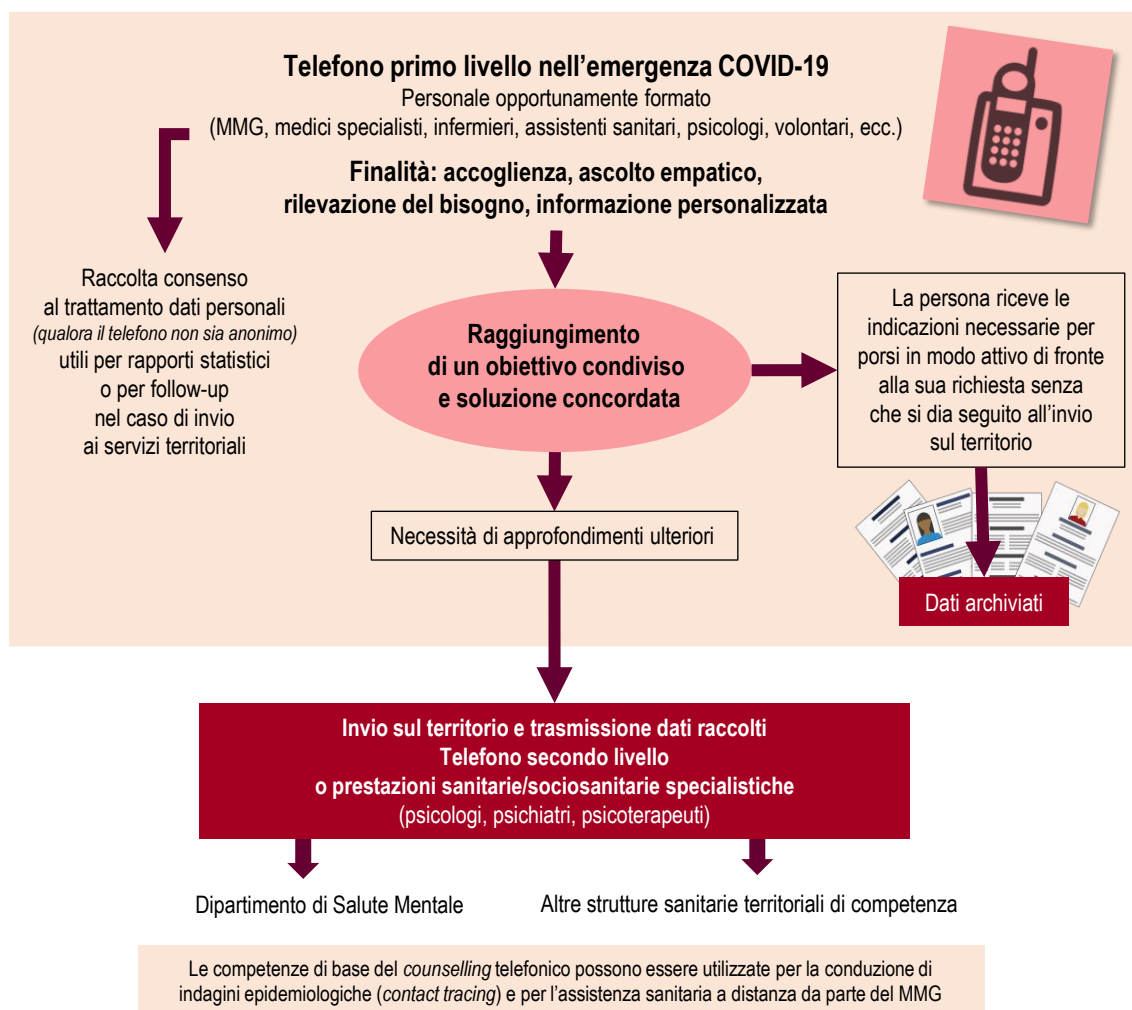 Telefono primo livello nell’emergenza COVID-19
Personale opportunamente formato
(MMG, medici specialisti, infermieri, assistenti sanitari, psicologi, volontari, ecc.)
Finalità: accoglienza, ascolto empatico,
rilevazione del bisogno, informazione personalizzata
Raccolta consenso
al trattamento dati personali
(qualora il telefono non sia anonimo)
utili per rapporti statistici
o per follow-up
nel caso di invio
ai servizi territoriali
Raggiungimento
di un obiettivo condiviso
e soluzione concordata
La persona riceve le
indicazioni necessarie per
porsi in modo attivo di fronte
alla sua richiesta senza
che si dia seguito all’invio
sul territorio
Necessità di approfondimenti ulteriori
Dati archiviati
Invio sul territorio e trasmissione dati raccolti
Telefono secondo livello
o prestazioni sanitarie/sociosanitarie specialistiche
(psicologi, psichiatri, psicoterapeuti)
Dipartimento di Salute Mentale
Altre strutture sanitarie territoriali di competenza
Le competenze di base del counselling telefonico possono essere utilizzate per la conduzione di
indagini epidemiologiche (contact tracing) e per l’assistenza sanitaria a distanza da parte del MMG